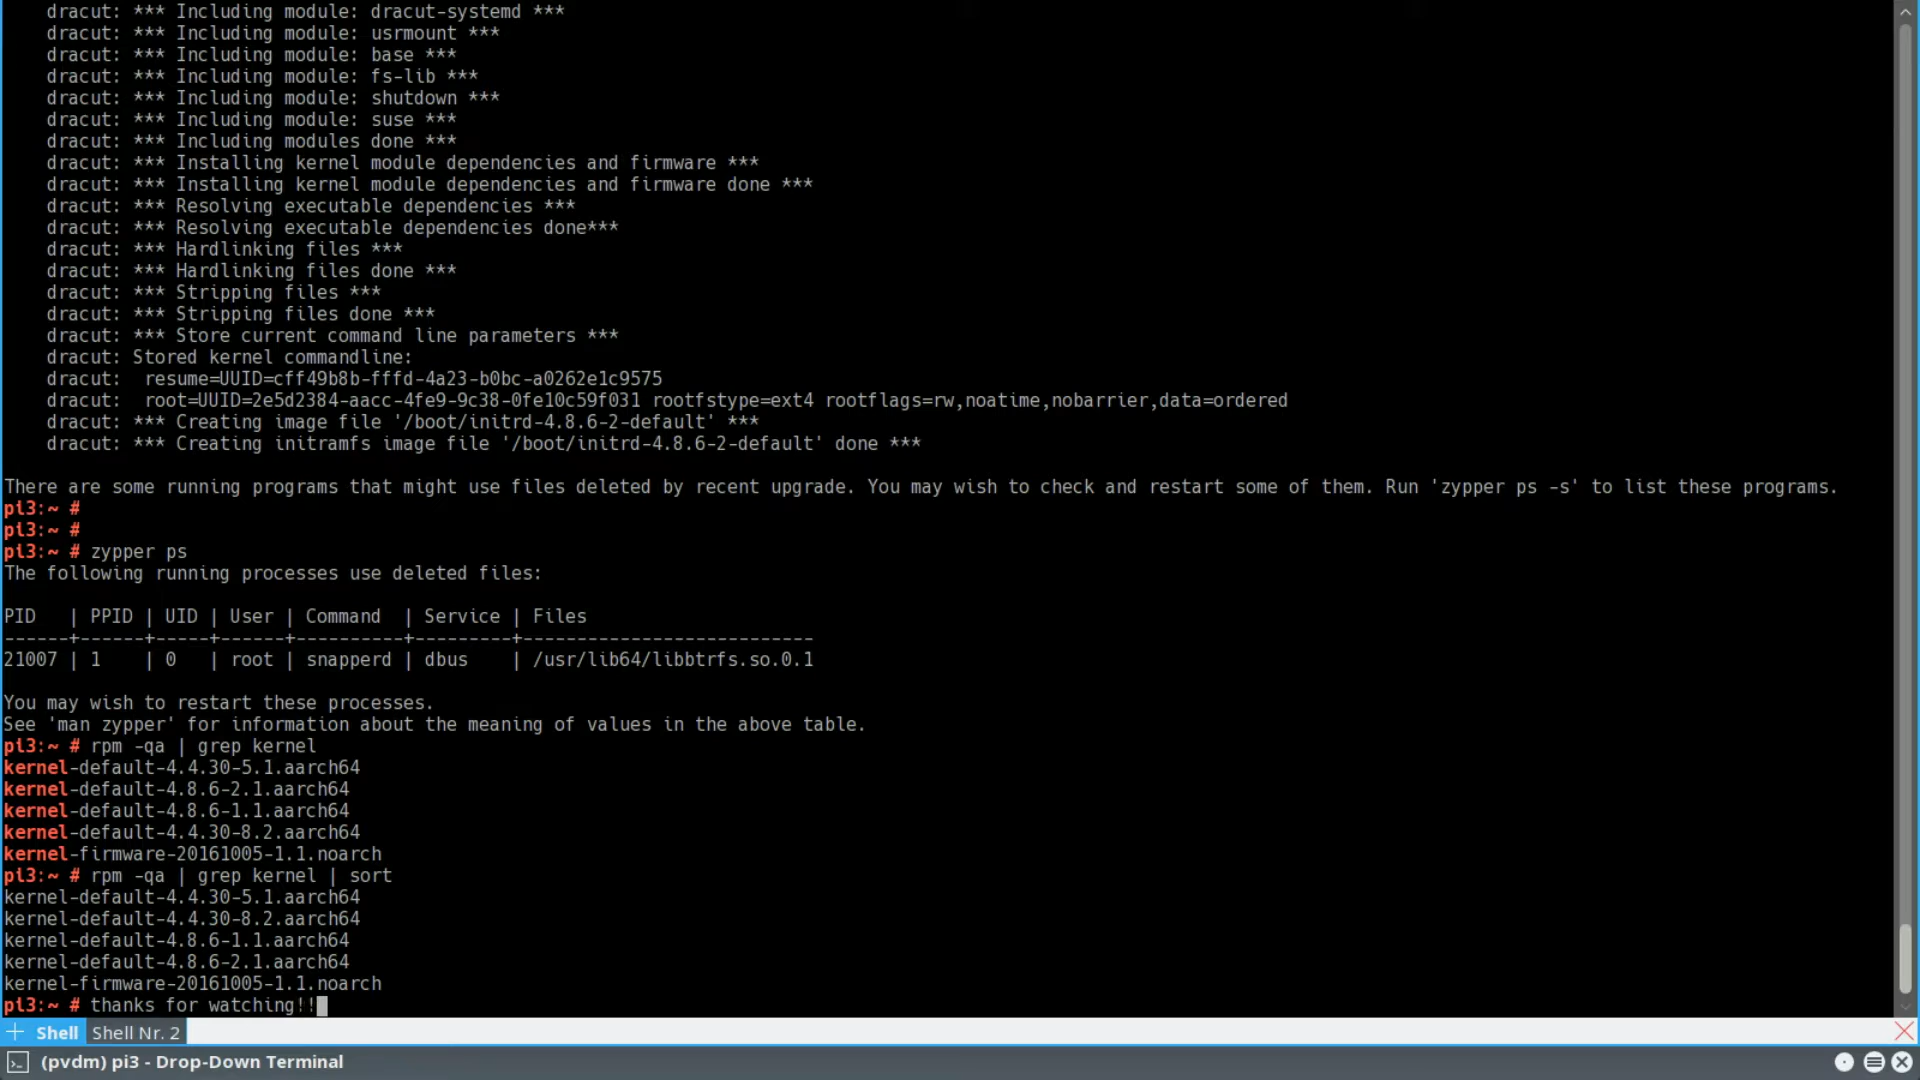 dracut: *** Including module: dracut-systemd ***
dracut: *** Including module: usrmount ***
dracut: *** Including module: base ***
dracut: *** Including module: fs-lib ***
dracut: *** Including module: shutdown ***
dracut: *** Including module: suse ***
dracut: *** Including modules done ***
dracut: *** Installing kernel module dependencies and firmware ***
dracut: *** Installing kernel module dependencies and firmware done ***
dracut: *** Resolving executable dependencies ***
dracut: *** Resolving executable dependencies done***
dracut: *** Hardlinking files ***
dracut: *** Hardlinking files done ***
dracut: *** Stripping files ***
dracut: *** Stripping files done ***
dracut: *** Store current command line parameters ***
dracut: Stored kernel commandline:
dracut:  resume=UUID=cff49b8b-fffd-4a23-b0bc-a0262e1c9575
dracut:  root=UUID=2e5d2384-aacc-4fe9-9c38-0fe10c59f031 rootfstype=ext4 rootflags=rw,noatime,nobarrier,data=ordered
dracut: *** Creating image file '/boot/initrd-4.8.6-2-default' ***
dracut: *** Creating initramfs image file '/boot/initrd-4.8.6-2-default' done ***
There are some running programs that might use files deleted by recent upgrade. You may wish to check and restart some of them. Run 'zypper ps -s' to list these programs.
pi3:~ #
pi3:~ #
pi3:~ # zypper ps
The following running processes use deleted files:
PID   | PPID | UID | User | Command  | Service | Files
------+------+-----+------+----------+---------+---------------------------
21007 | 1    | 0   | root | snapperd | dbus    | /usr/lib64/libbtrfs.so.0.1
You may wish to restart these processes.
See 'man zypper' for information about the meaning of values in the above table.
pi3:~ # rpm -qa | grep kernel
kernel-default-4.4.30-5.1.aarch64
kernel-default-4.8.6-2.1.aarch64
kernel-default-4.8.6-1.1.aarch64
kernel-default-4.4.30-8.2.aarch64
kernel-firmware-20161005-1.1.noarch
pi3:~ # rpm -qa | grep kernel | sort
kernel-default-4.4.30-5.1.aarch64
kernel-default-4.4.30-8.2.aarch64
kernel-default-4.8.6-1.1.aarch64
kernel-default-4.8.6-2.1.aarch64
kernel-firmware-20161005-1.1.noarch
pi3:~ # thanks for watching!!
Shell Shell Nr. 2
(pvdm) pi3 - Drop-Down Terminal